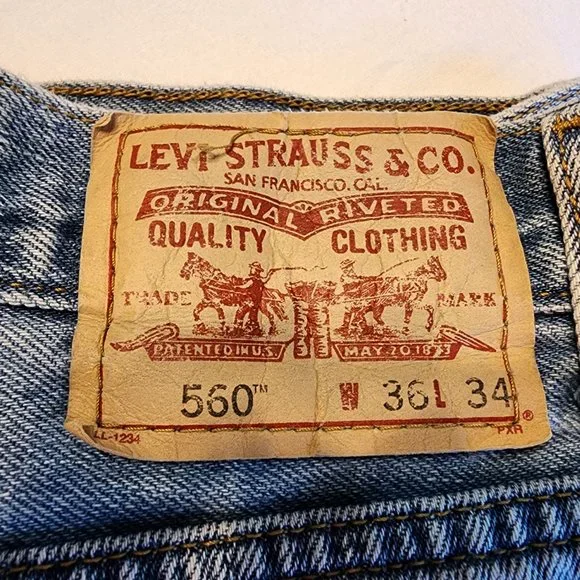 LEVI STRAUSS & CO.
SAN FRANCISCO, CAL.
ORIGINAL RIVETED
QUALITY CLOTHING
TRADE MARK
PATENTED IN U.S. MAY 20 1873
560™ W 36 L 34
LL-1234 PXR®